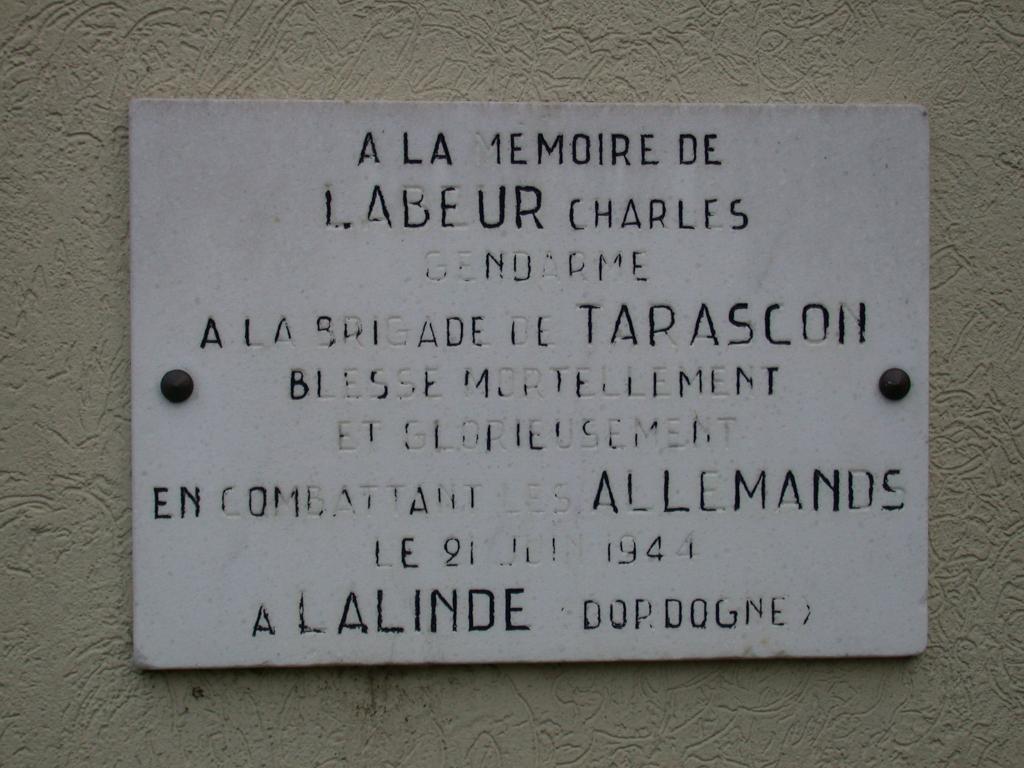 A LA MEMOIRE DE
LABEUR CHARLES
GENDARME
A LA BRIGADE DE TARASCON
BLESSE MORTELLEMENT
ET GLORIEUSEMENT
EN COMBATTANT LES ALLEMANDS
LE 21 JUIN 1944
A LALINDE (DORDOGNE)